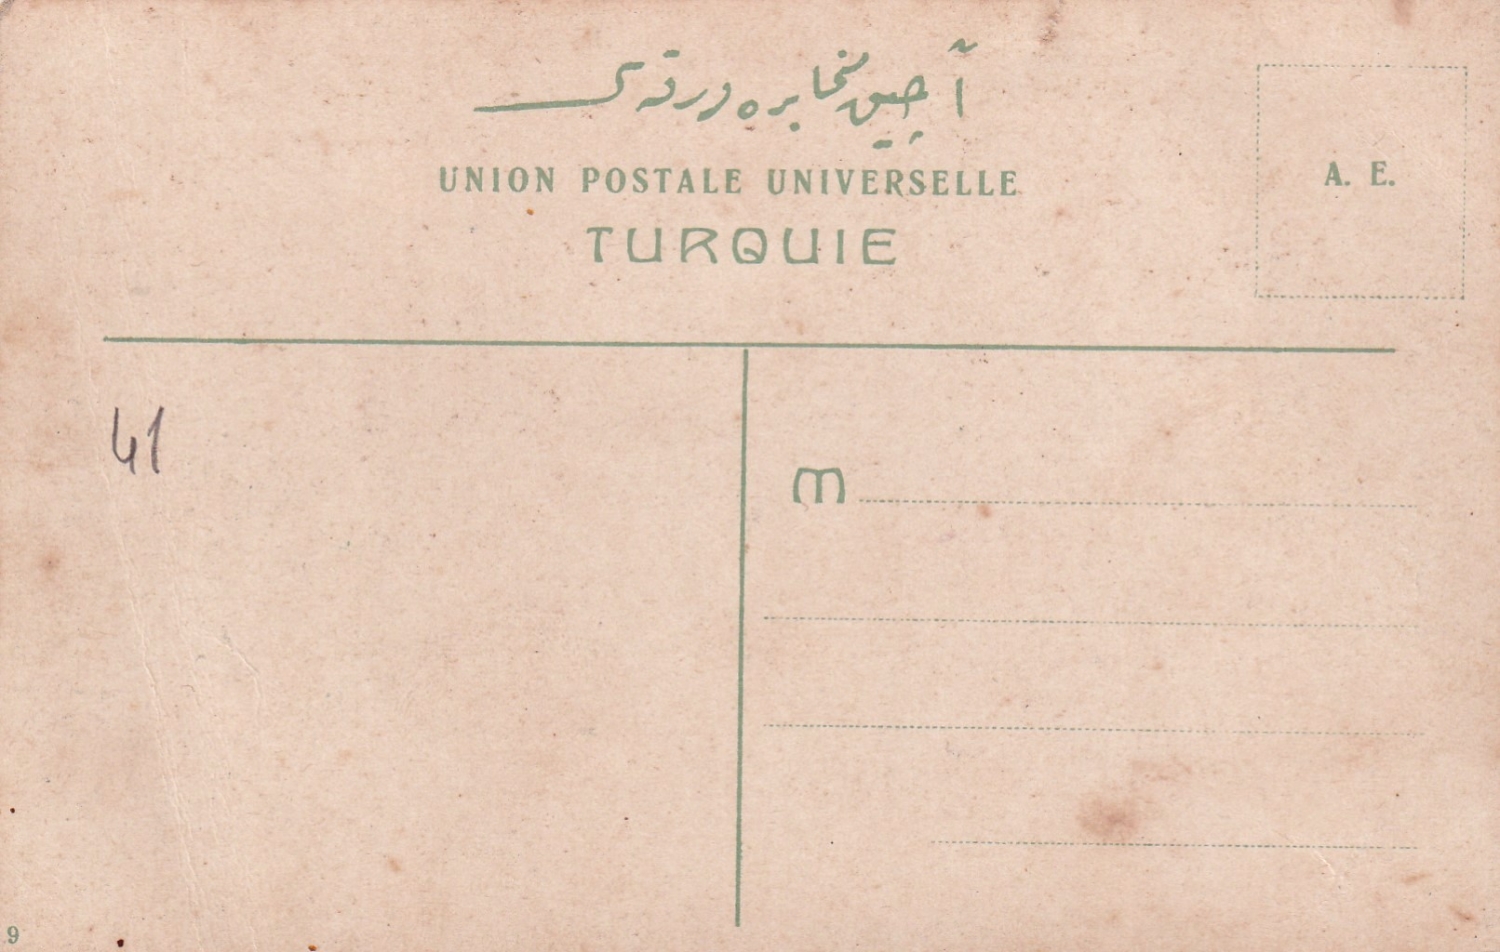 آچیق مخابره ورقه‌سی
UNION POSTALE UNIVERSELLE
TURQUIE
A. E.
41
M
9